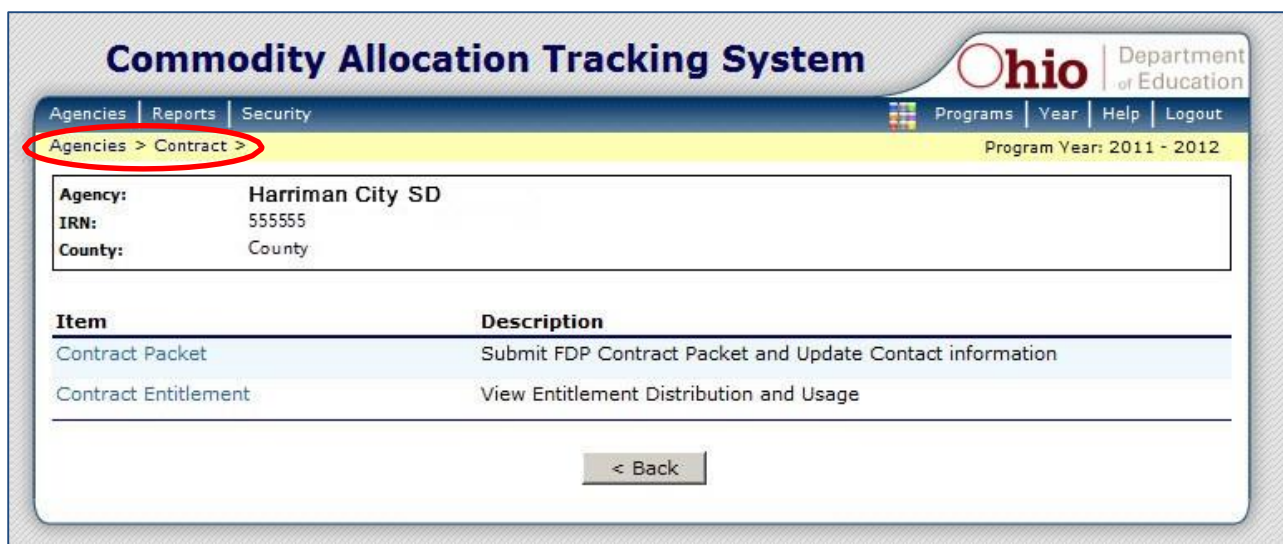 Commodity Allocation Tracking System
Ohio Department of Education
Agencies | Reports | Security Programs | Year | Help | Logout
Agencies > Contract > Program Year: 2011 - 2012
Agency: Harriman City SD
IRN: 555555
County: County
Item Description
Contract Packet Submit FDP Contract Packet and Update Contact information
Contract Entitlement View Entitlement Distribution and Usage
< Back